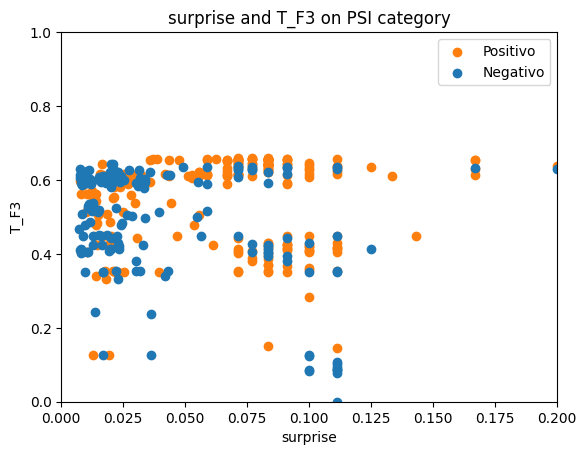 surprise and T_F3 on PSI category
Positivo
Negativo
1.0
0.8
0.6
0.4
0.2
0.0
T_F3
0.000 0.025 0.050 0.075 0.100 0.125 0.150 0.175 0.200
surprise